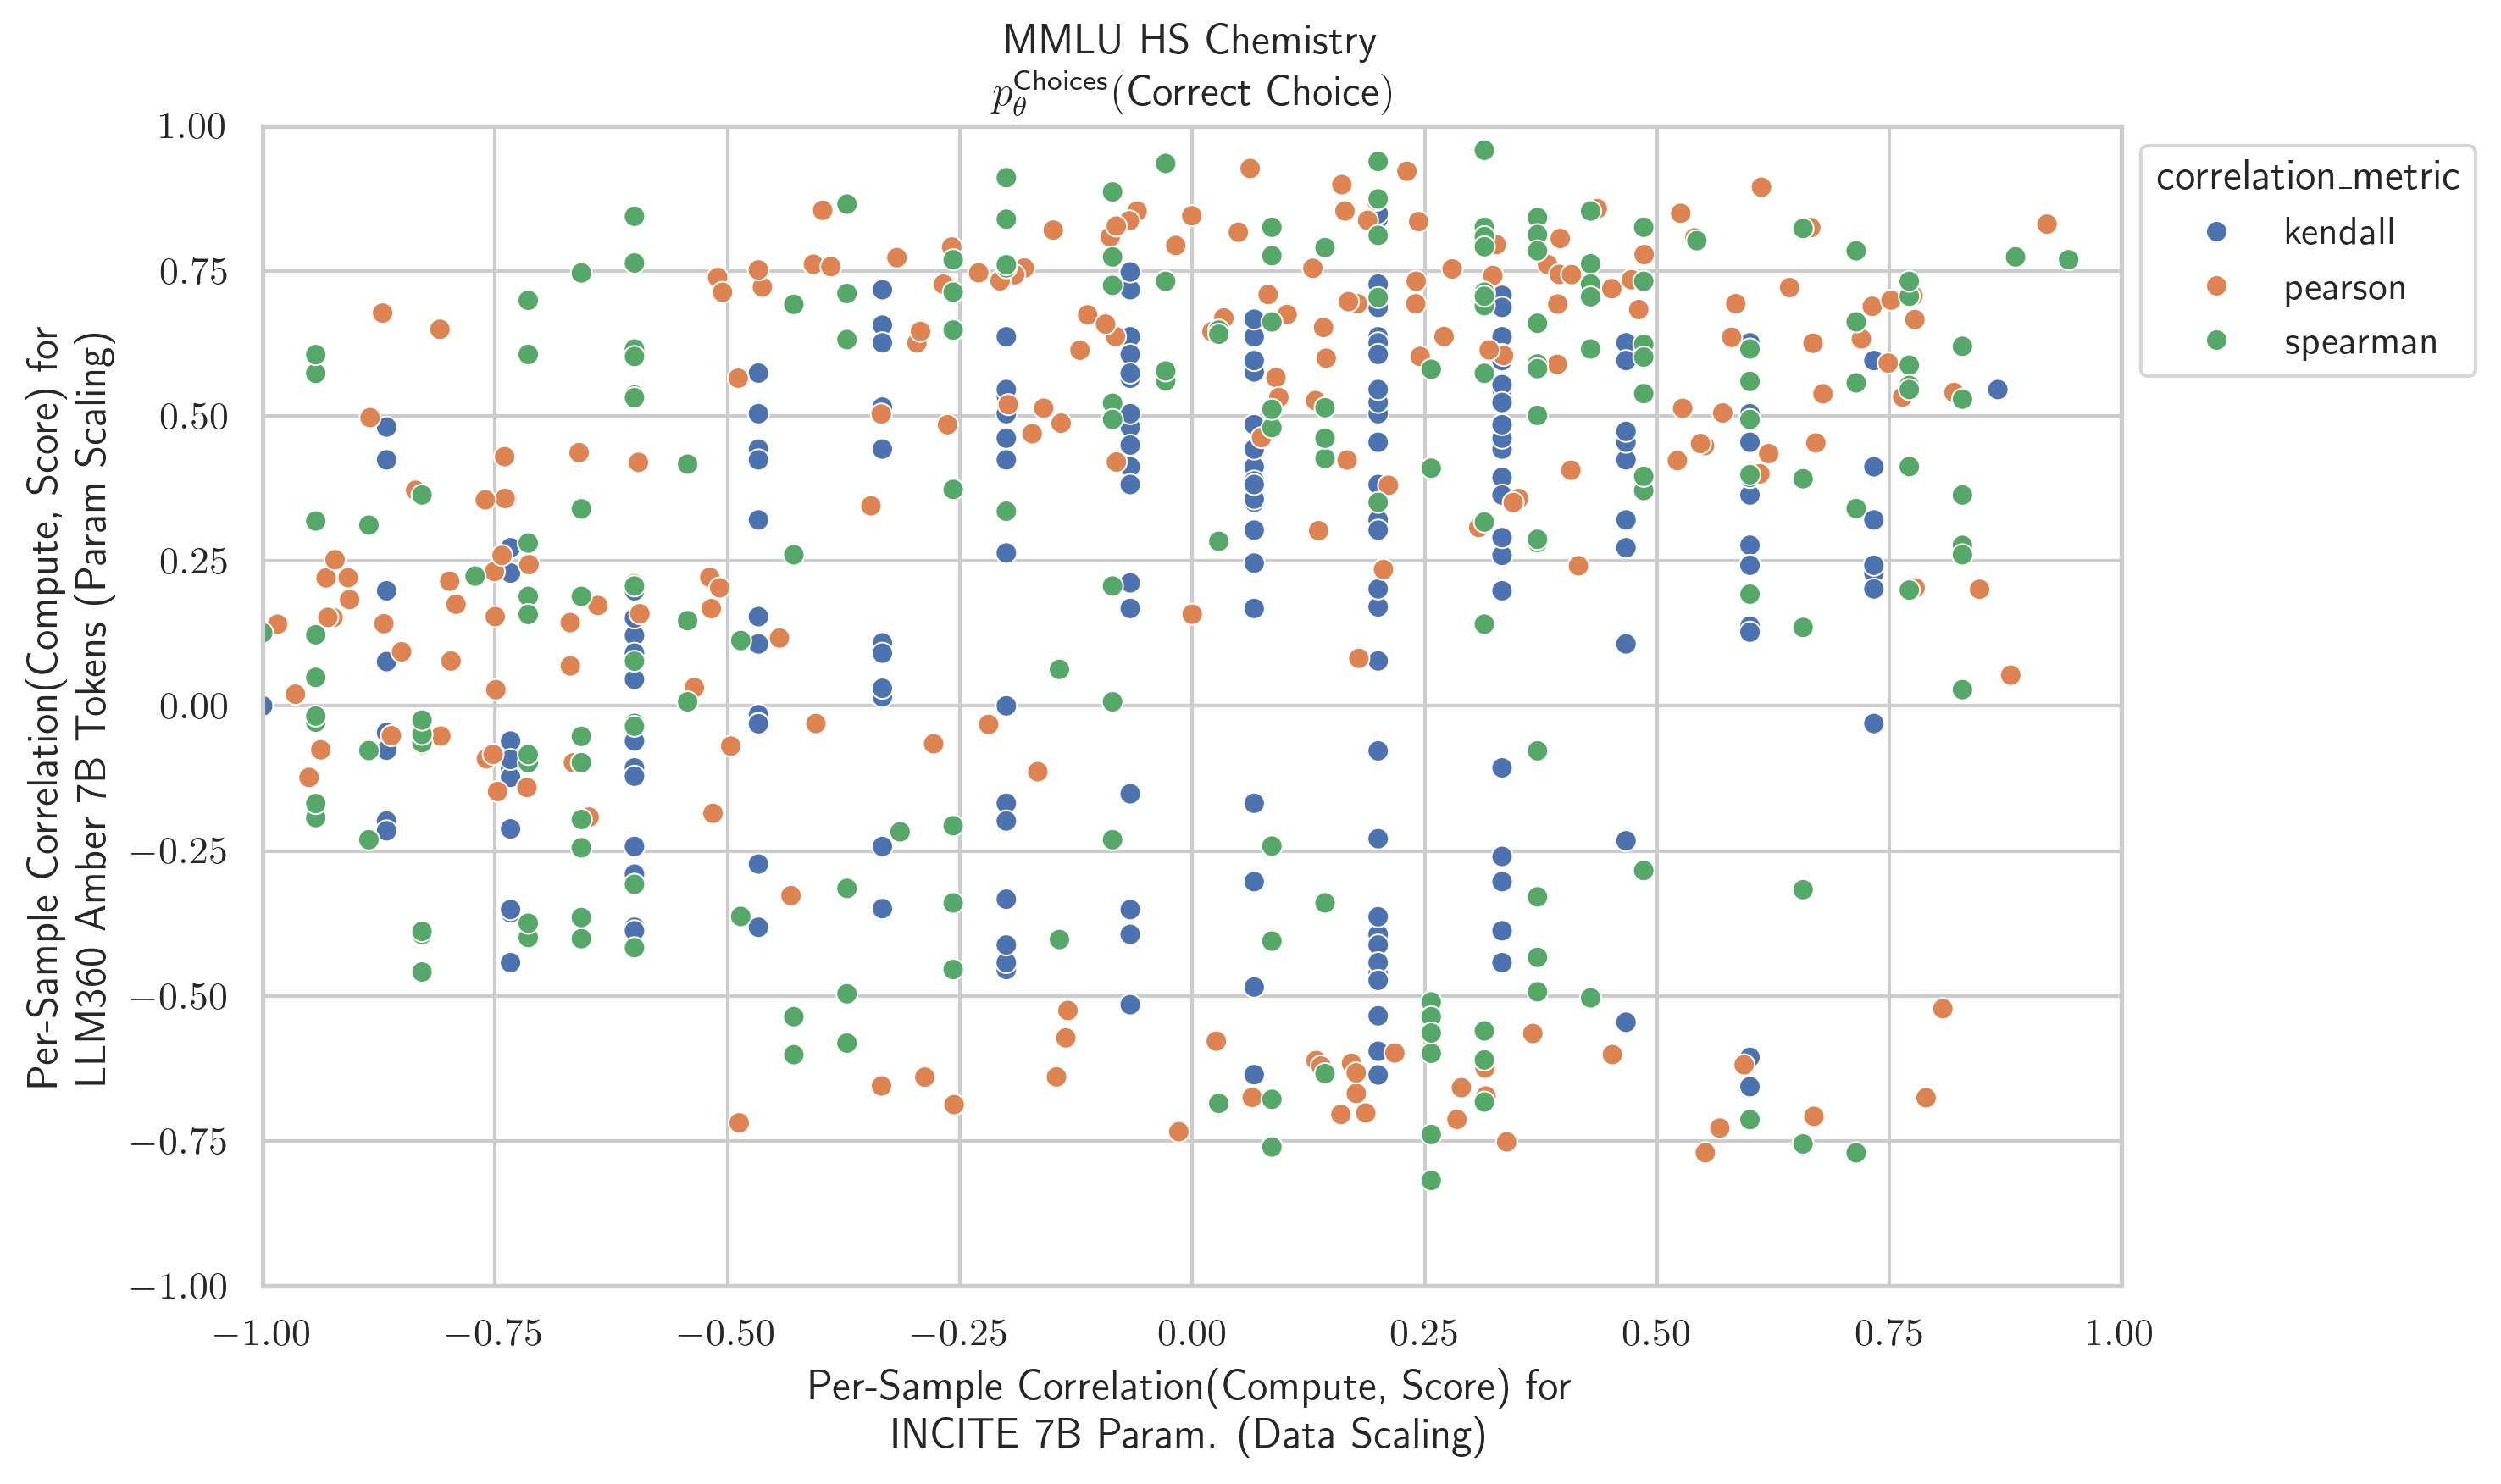 MMLU HS Chemistry
p_θ^Choices(Correct Choice)
1.00
0.75
0.50
0.25
0.00
−0.25
−0.50
−0.75
−1.00
Per-Sample Correlation(Compute, Score) for
LLM360 Amber 7B Tokens (Param Scaling)
−1.00 −0.75 −0.50 −0.25 0.00 0.25 0.50 0.75 1.00
Per-Sample Correlation(Compute, Score) for
INCITE 7B Param. (Data Scaling)
correlation_metric
kendall
pearson
spearman